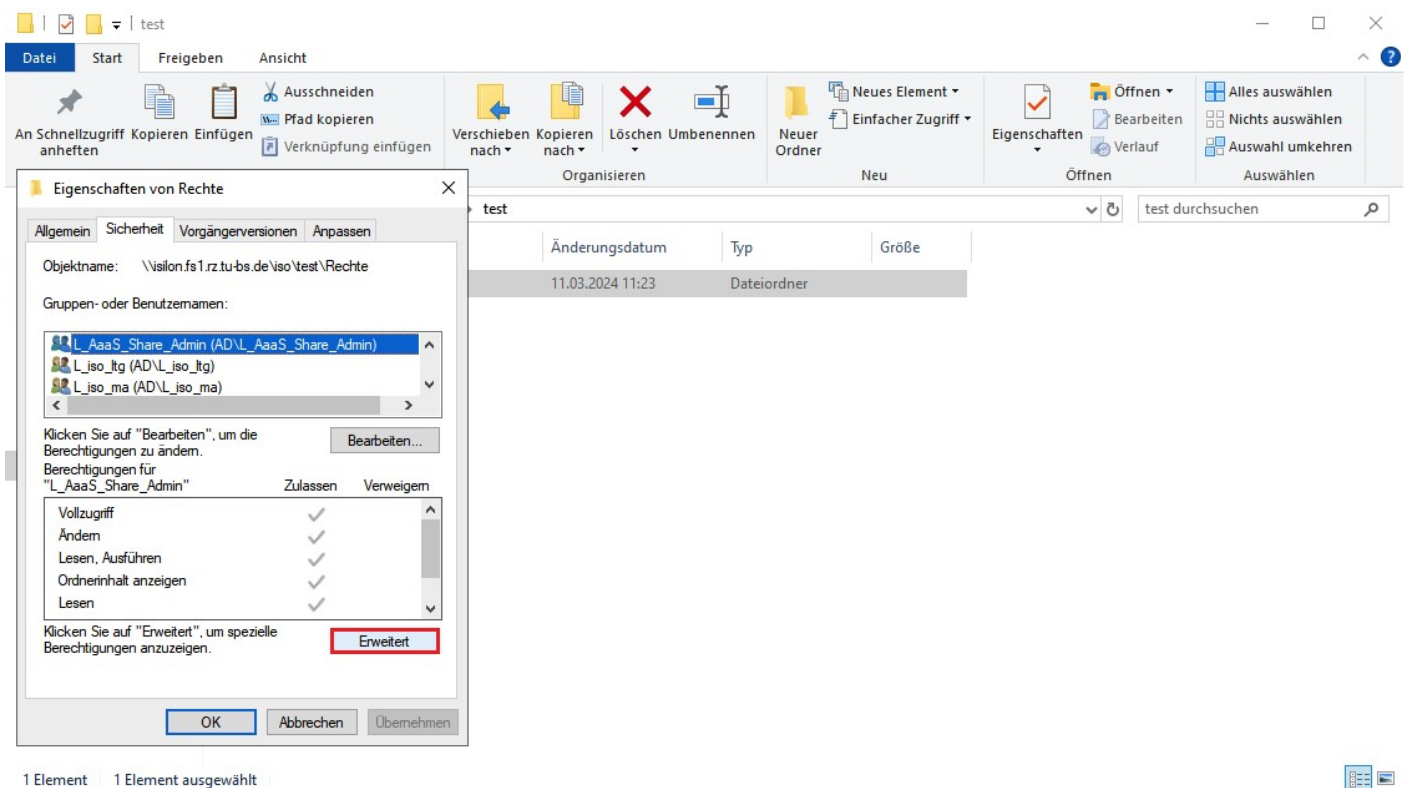 test
Datei Start Freigeben Ansicht
An Schnellzugriff anheften
Kopieren
Einfügen
Ausschneiden
Pfad kopieren
Verknüpfung einfügen
Verschieben nach
Kopieren nach
Löschen
Umbenennen
Organisieren
Neuer Ordner
Neues Element
Einfacher Zugriff
Neu
Eigenschaften
Öffnen
Bearbeiten
Verlauf
Öffnen
Alles auswählen
Nichts auswählen
Auswahl umkehren
Auswählen
test
test durchsuchen
Änderungsdatum Typ Größe
11.03.2024 11:23 Dateiordner
Eigenschaften von Rechte
Allgemein Sicherheit Vorgängerversionen Anpassen
Objektname: \\isilon.fs1.rz.tu-bs.de\iso\test\Rechte
Gruppen- oder Benutzernamen:
L_AaaS_Share_Admin (AD\L_AaaS_Share_Admin)
L_iso_ltg (AD\L_iso_ltg)
L_iso_ma (AD\L_iso_ma)
Klicken Sie auf "Bearbeiten", um die
Berechtigungen zu ändern.
Bearbeiten...
Berechtigungen für
"L_AaaS_Share_Admin" Zulassen Verweigern
Vollzugriff
Ändern
Lesen, Ausführen
Ordnerinhalt anzeigen
Lesen
Klicken Sie auf "Erweitert", um spezielle
Berechtigungen anzuzeigen.
Erweitert
OK Abbrechen Übernehmen
1 Element 1 Element ausgewählt